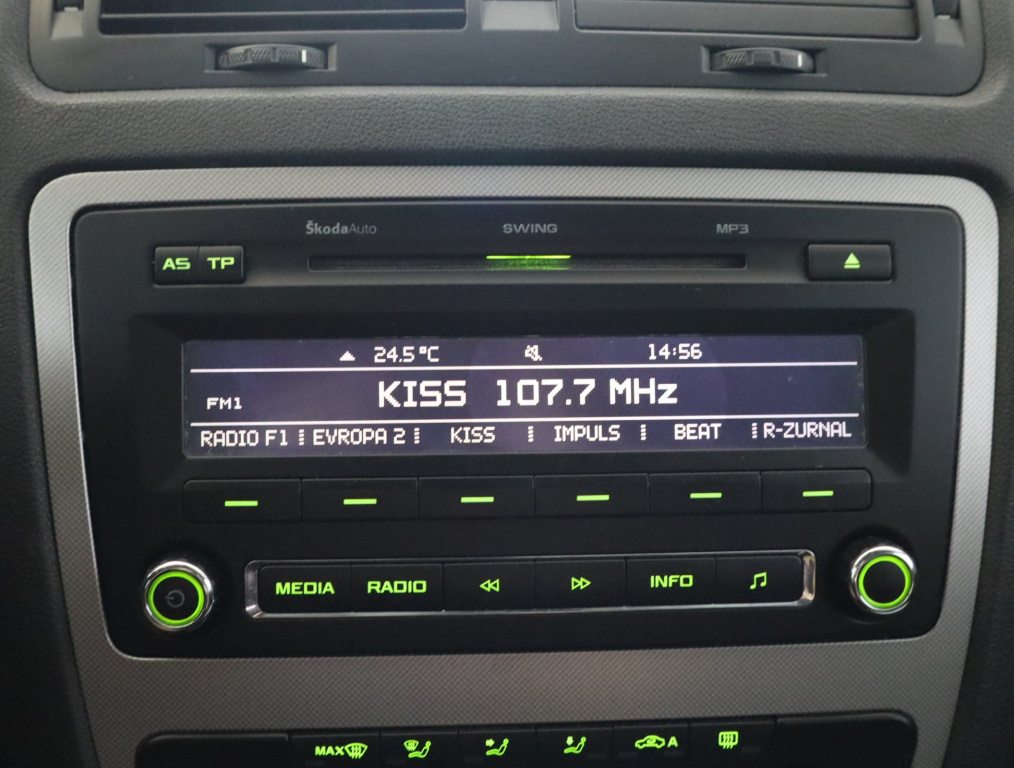 ŠkodaAuto SWING MP3
AS TP
24.5°C 14:56
FM1 KISS 107.7 MHz
RADIO F1 EVROPA 2 KISS IMPULS BEAT R-ZURNAL
MEDIA RADIO INFO
MAX A